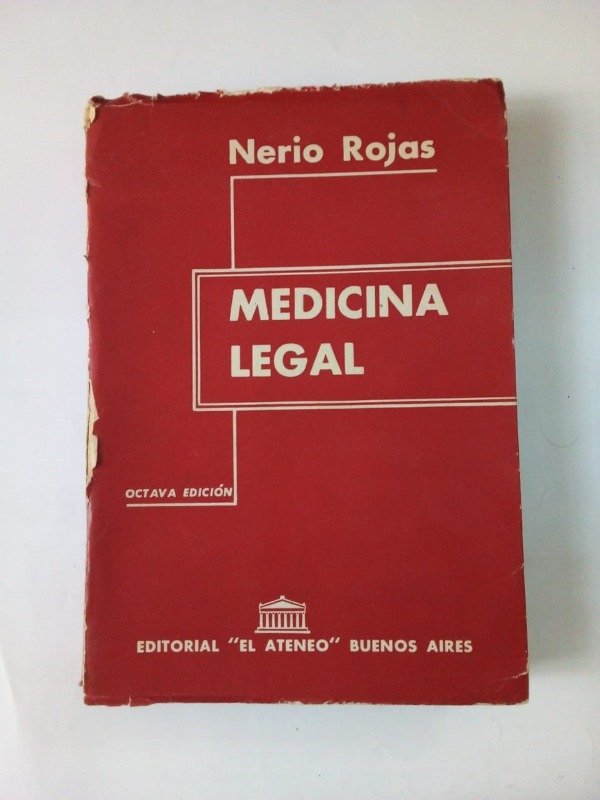 Nerio Rojas
MEDICINA
LEGAL
OCTAVA EDICIÓN
EDITORIAL "EL ATENEO" BUENOS AIRES